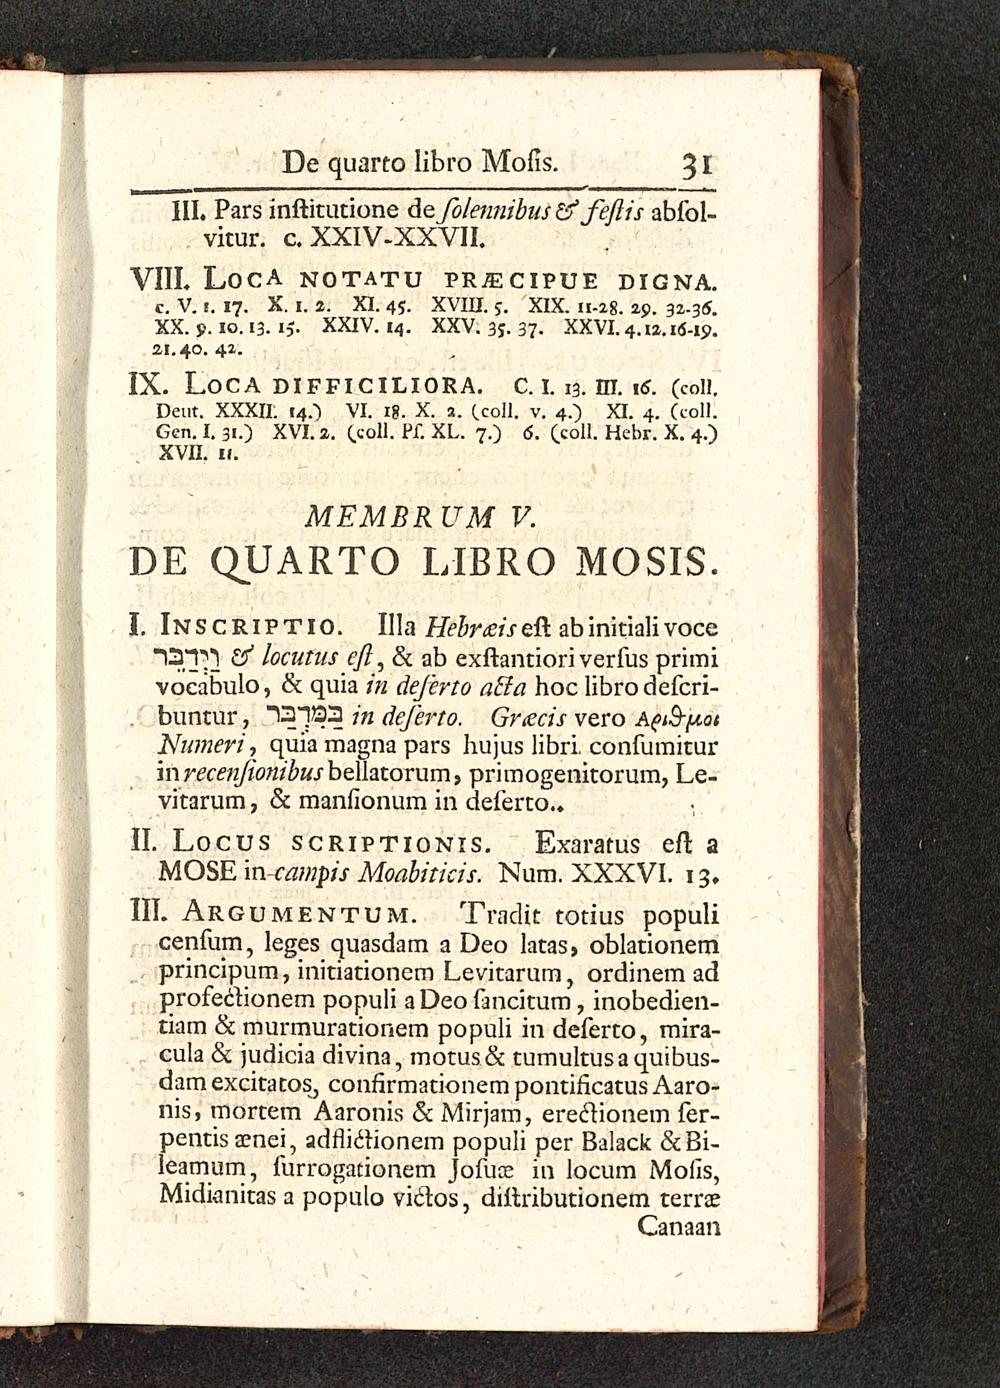 De quarto libro Moſis. 31
III. Pars inſtitutione de ſolennibus & feſtis abſol-
vitur. c. XXIV-XXVII.
VIII. LOCA NOTATU PRÆCIPUE DIGNA.
c. V. 1. 17. X. 1. 2. XI. 45. XVIII. 5. XIX. 11-28. 29. 32-36.
XX. 9. 10. 13. 15. XXIV. 14. XXV. 35. 37. XXVI. 4. 12. 16-19.
21. 40. 42.
IX. LOCA DIFFICILIORA. C. I. 13. III. 16. (coll.
Deut. XXXII. 14.) VI. 18. X. 2. (coll. v. 4.) XI. 4. (coll.
Gen. I. 31.) XVI. 2. (coll. Pſ. XL. 7.) 6. (coll. Hebr. X. 4.)
XVII. 11.
MEMBRUM V.
DE QUARTO LIBRO MOSIS.
I. INSCRIPTIO. Illa Hebræis eſt ab initiali voce
וַיְדַבֵּר & locutus eſt, & ab exſtantiori verſus primi
vocabulo, & quia in deſerto acta hoc libro deſcri-
buntur, בַּמִּדְבַּר in deſerto. Græcis vero Αριθμοι
Numeri, quia magna pars hujus libri conſumitur
in recenſionibus bellatorum, primogenitorum, Le-
vitarum, & manſionum in deſerto..
II. LOCUS SCRIPTIONIS. Exaratus eſt a
MOSE in campis Moabiticis. Num. XXXVI. 13.
III. ARGUMENTUM. Tradit totius populi
cenſum, leges quasdam a Deo latas, oblationem
principum, initiationem Levitarum, ordinem ad
profectionem populi a Deo ſancitum, inobedien-
tiam & murmurationem populi in deſerto, mira-
cula & judicia divina, motus & tumultus a quibus-
dam excitatos, confirmationem pontificatus Aaro-
nis, mortem Aaronis & Mirjam, erectionem ſer-
pentis ænei, adflictionem populi per Balack & Bi-
leamum, ſurrogationem Joſuæ in locum Moſis,
Midianitas a populo victos, diſtributionem terræ
Canaan